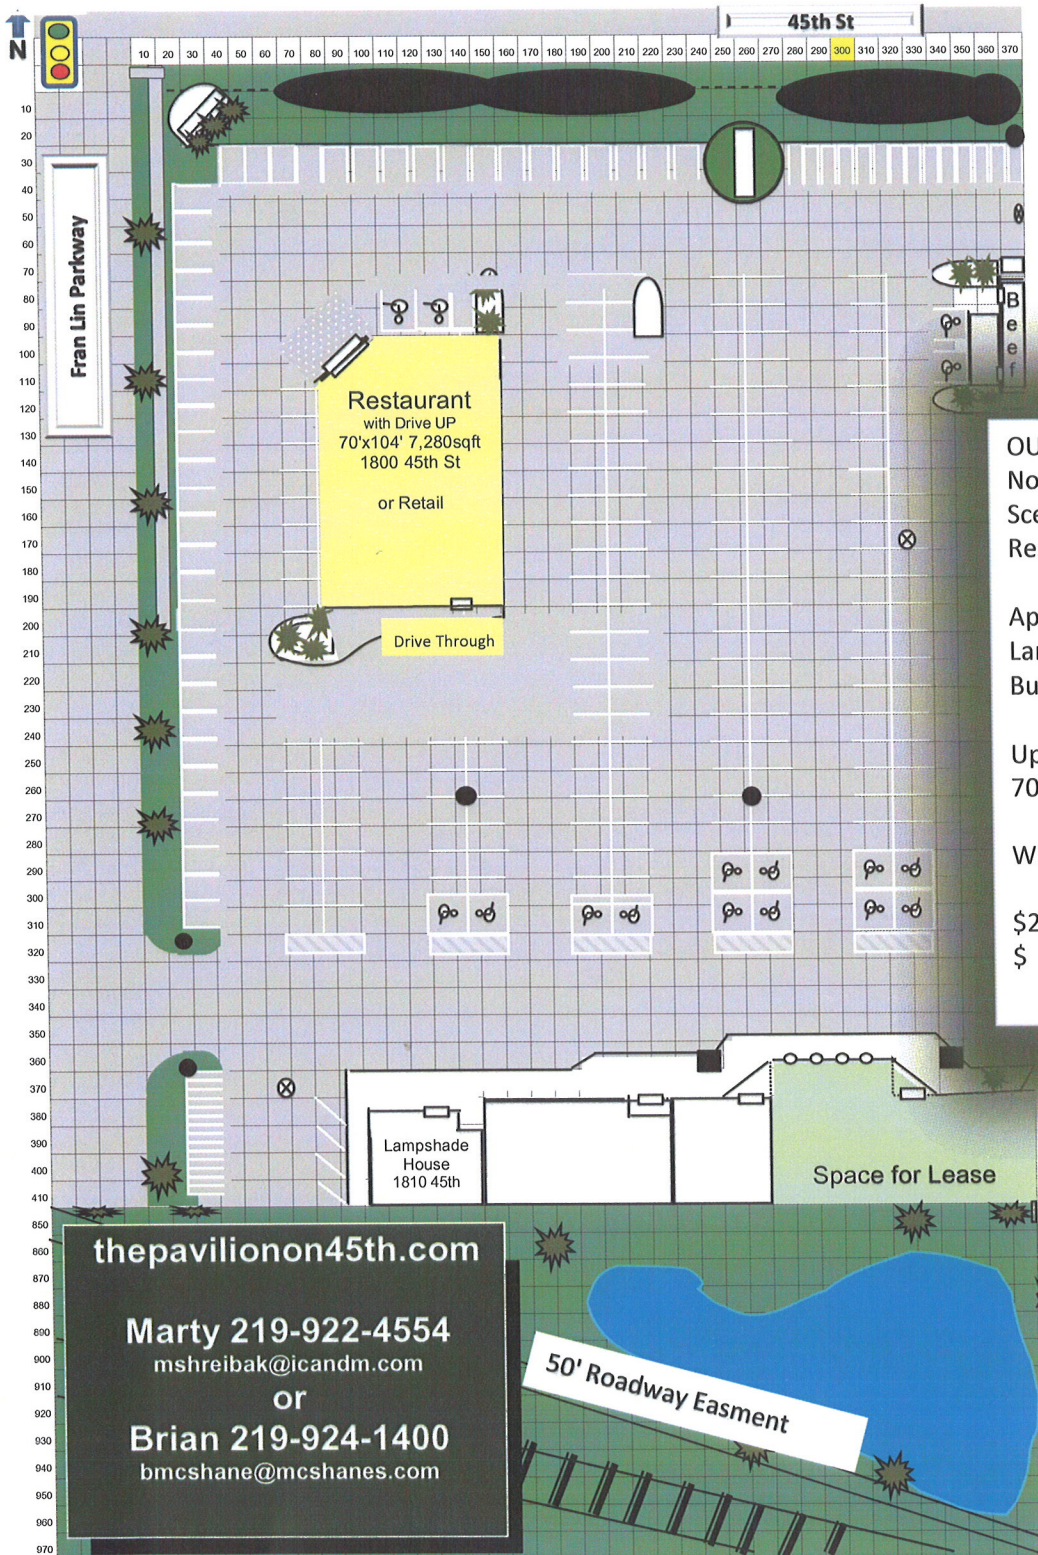 45th St
N
10 20 30 40 70 80 90 100 110 120 130 140 150 160 170 180 190 200 210 220 230 240 250 260 270 280 290 300 310 320 330 340 350 360 370
10
20
30
40
50
60
70
80
90
100
110
120
130
140
150
160
170
180
190
200
210
220
230
240
250
260
270
280
290
300
310
320
330
340
350
360
370
380
390
400
410
850
860
870
880
890
900
910
920
930
940
950
960
970
Fran Lin Parkway
Restaurant
with Drive UP
70'x104' 7,280sqft
1800 45th St
or Retail
Drive Through
B
e
e
f
OU
No
Sce
Re
Ap
Lar
Bu
Up
70
W
$2
$
Lampshade
House
1810 45th
Space for Lease
thepavilionon45th.com
Marty 219-922-4554
mshreibak@icandm.com
or
Brian 219-924-1400
bmcshane@mcshanes.com
50' Roadway Easment